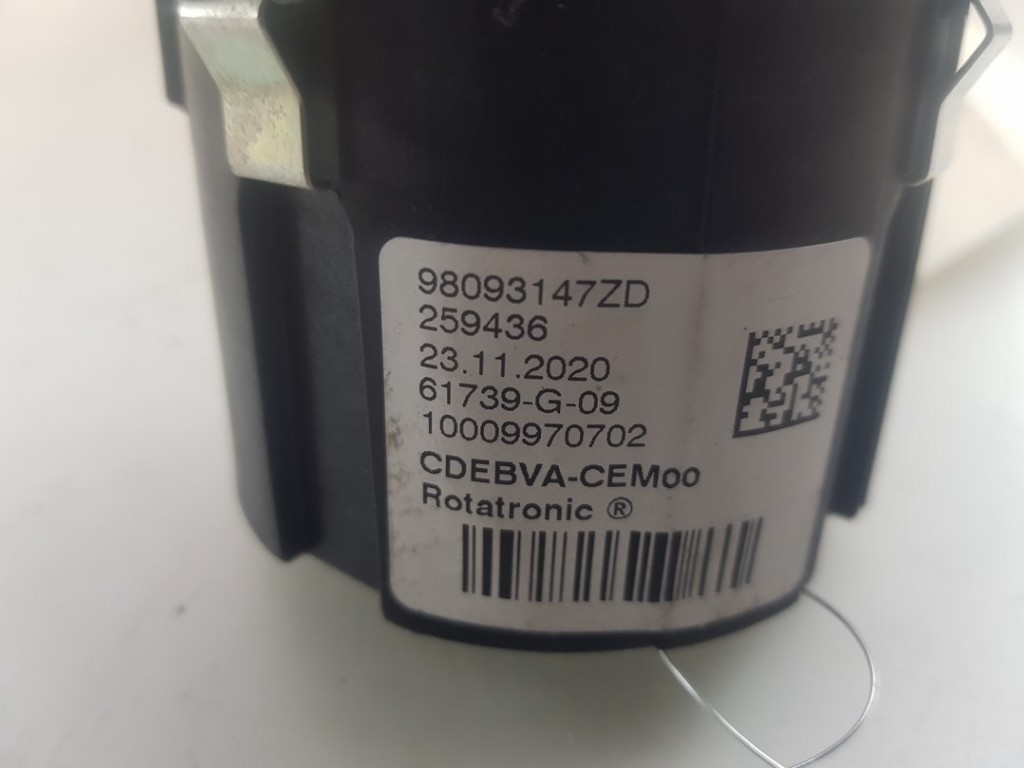 98093147ZD
259436
23.11.2020
61739-G-09
10009970702
CDEBVA-CEM00
Rotatronic ®